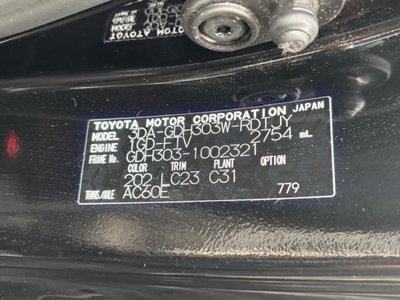 TOYOTA MOTOR CORPORATION JAPAN
MODEL 3DA-GDH303W-RDTJY
ENGINE 1GD-FTV 2754 mL
FRAME No. GDH303-1002321
COLOR TRIM PLANT OPTION
202 LC23 C31
TRANS./AXLE AC60E 779